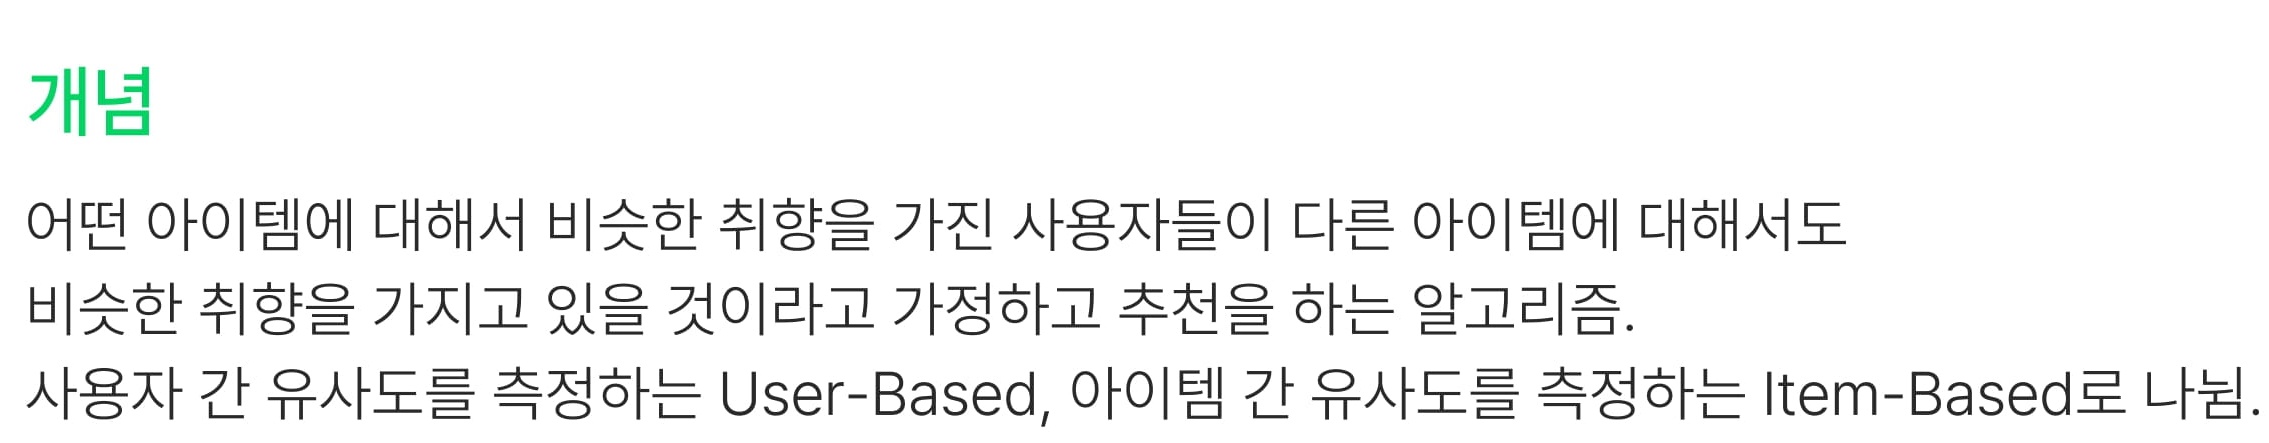 개념
어떤 아이템에 대해서 비슷한 취향을 가진 사용자들이 다른 아이템에 대해서도
비슷한 취향을 가지고 있을 것이라고 가정하고 추천을 하는 알고리즘.
사용자 간 유사도를 측정하는 User-Based, 아이템 간 유사도를 측정하는 Item-Based로 나뉨.